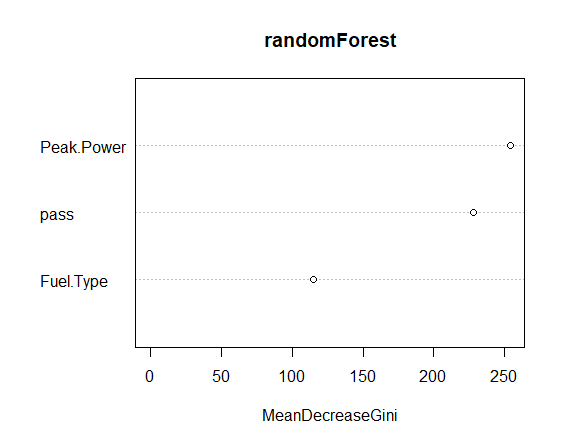 randomForest
Peak.Power
pass
Fuel.Type
0 50 100 150 200 250
MeanDecreaseGini